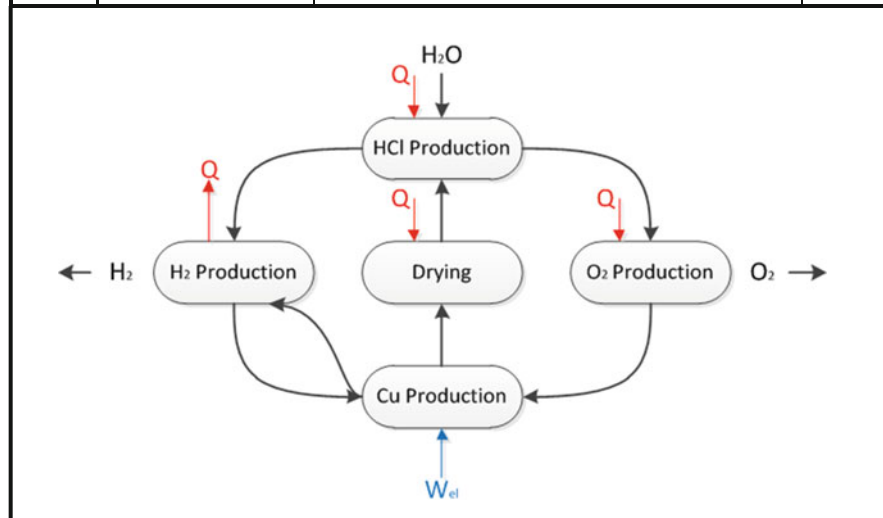 H₂O
Q
HCl Production
Q
Q
Q
H₂
H₂ Production
Drying
O₂ Production
O₂
Cu Production
Wel